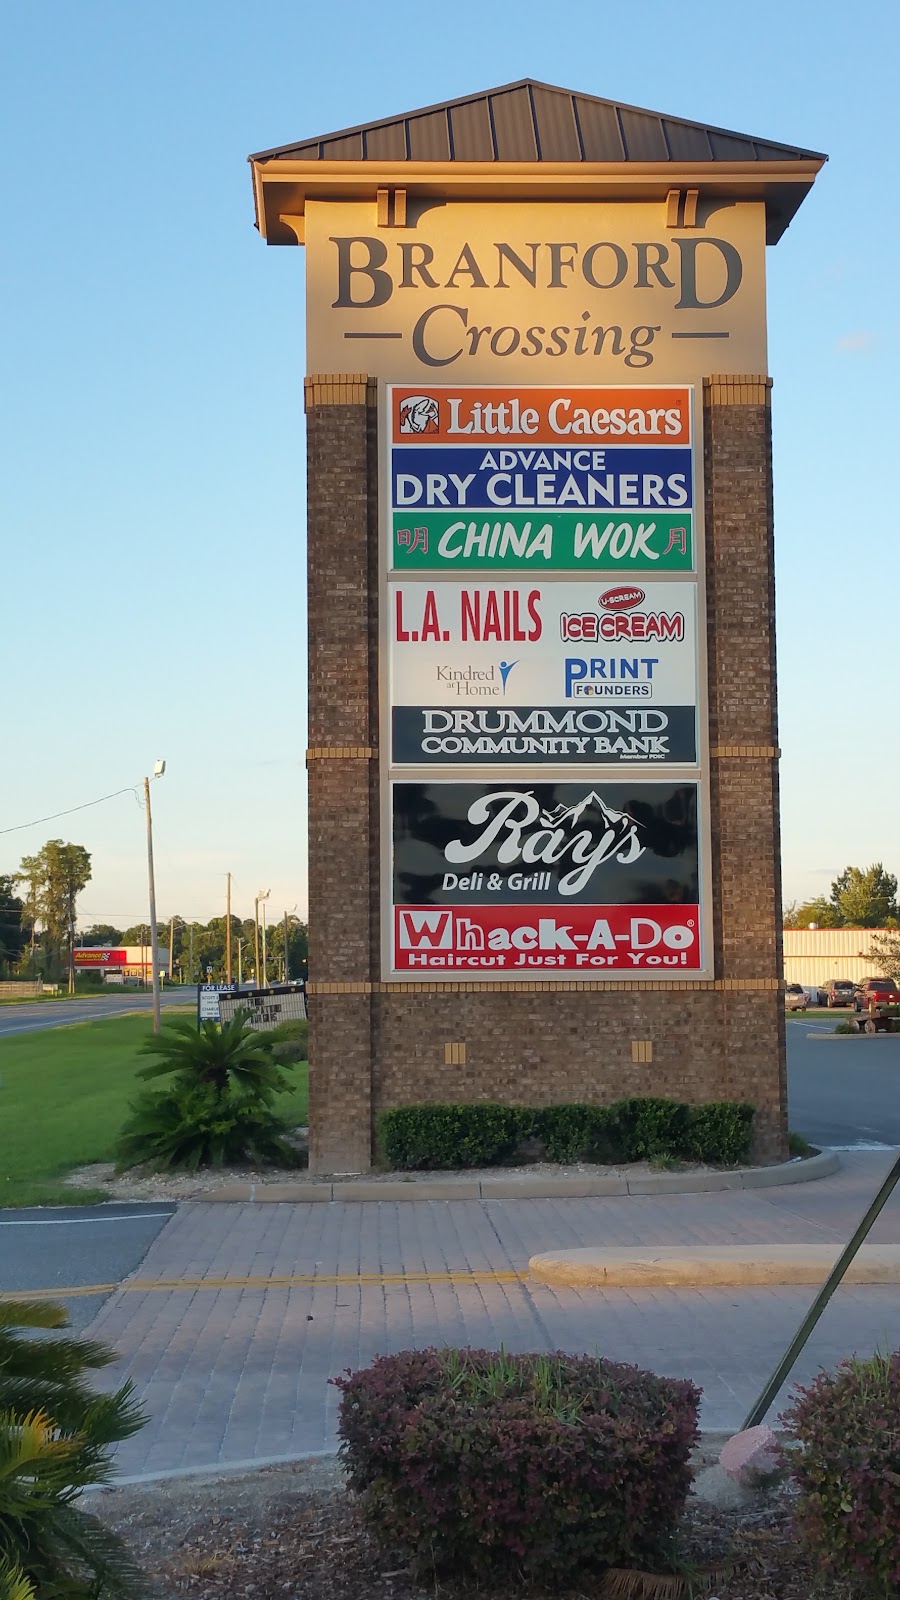 BRANFORD
Crossing
Little Caesars
ADVANCE
DRY CLEANERS
明 CHINA WOK 月
L.A. NAILS
U-SCREAM
ICE CREAM
Kindred
at Home
PRINT
FOUNDERS
DRUMMOND
COMMUNITY BANK
Member FDIC
Ray's
Deli & Grill
Whack-A-Do®
Haircut Just For You!
Advance
FOR LEASE